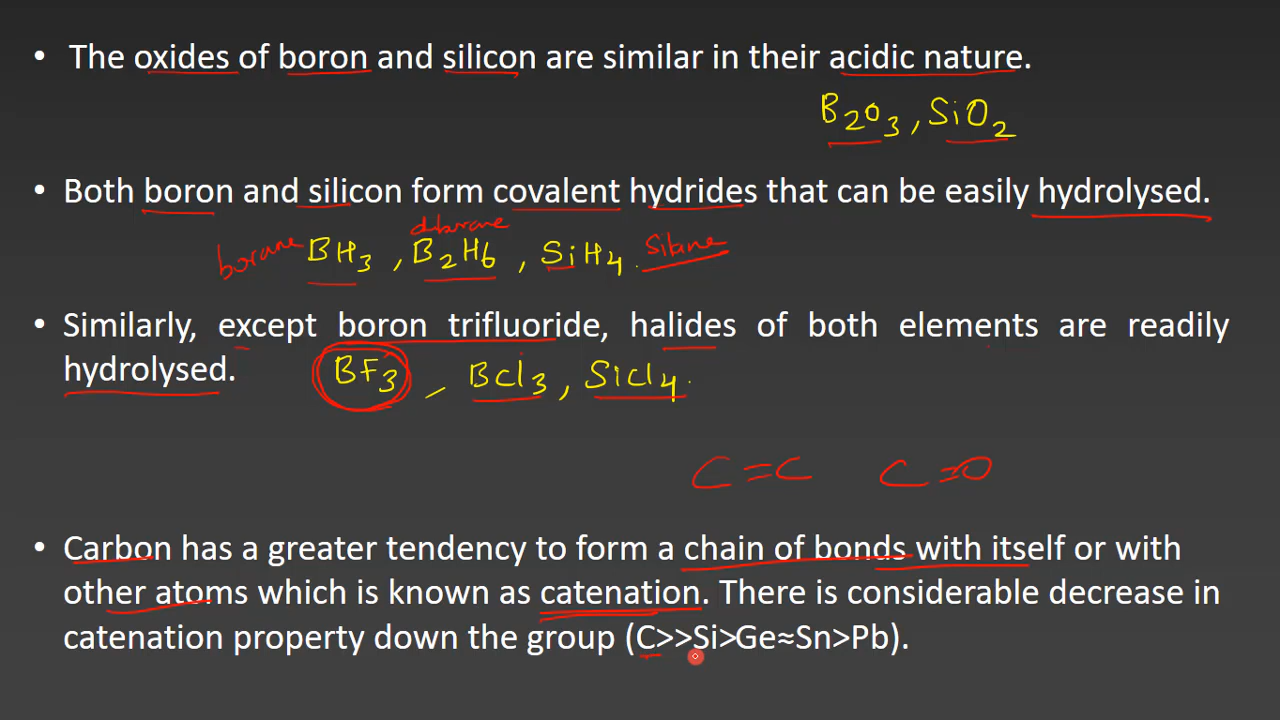 • The oxides of boron and silicon are similar in their acidic nature.
B2O3, SiO2
• Both boron and silicon form covalent hydrides that can be easily hydrolysed.
diborane
borane BH3, B2H6, SiH4. Silane
• Similarly, except boron trifluoride, halides of both elements are readily
hydrolysed. BF3, BCl3, SiCl4.
C=C C=O
• Carbon has a greater tendency to form a chain of bonds with itself or with
other atoms which is known as catenation. There is considerable decrease in
catenation property down the group (C>>Si>Ge≈Sn>Pb).